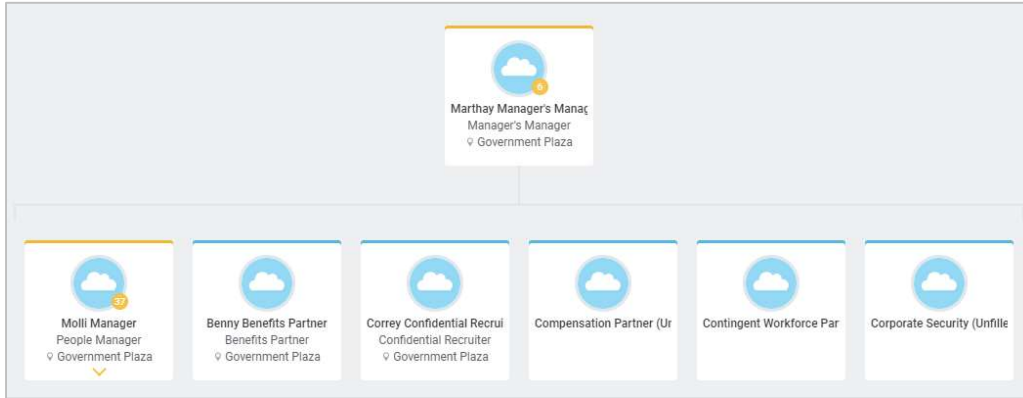 6
Marthay Manager's Manag
Manager's Manager
Government Plaza
37
Molli Manager
People Manager
Government Plaza
Benny Benefits Partner
Benefits Partner
Government Plaza
Correy Confidential Recrui
Confidential Recruiter
Government Plaza
Compensation Partner (Ur
Contingent Workforce Par
Corporate Security (Unfille